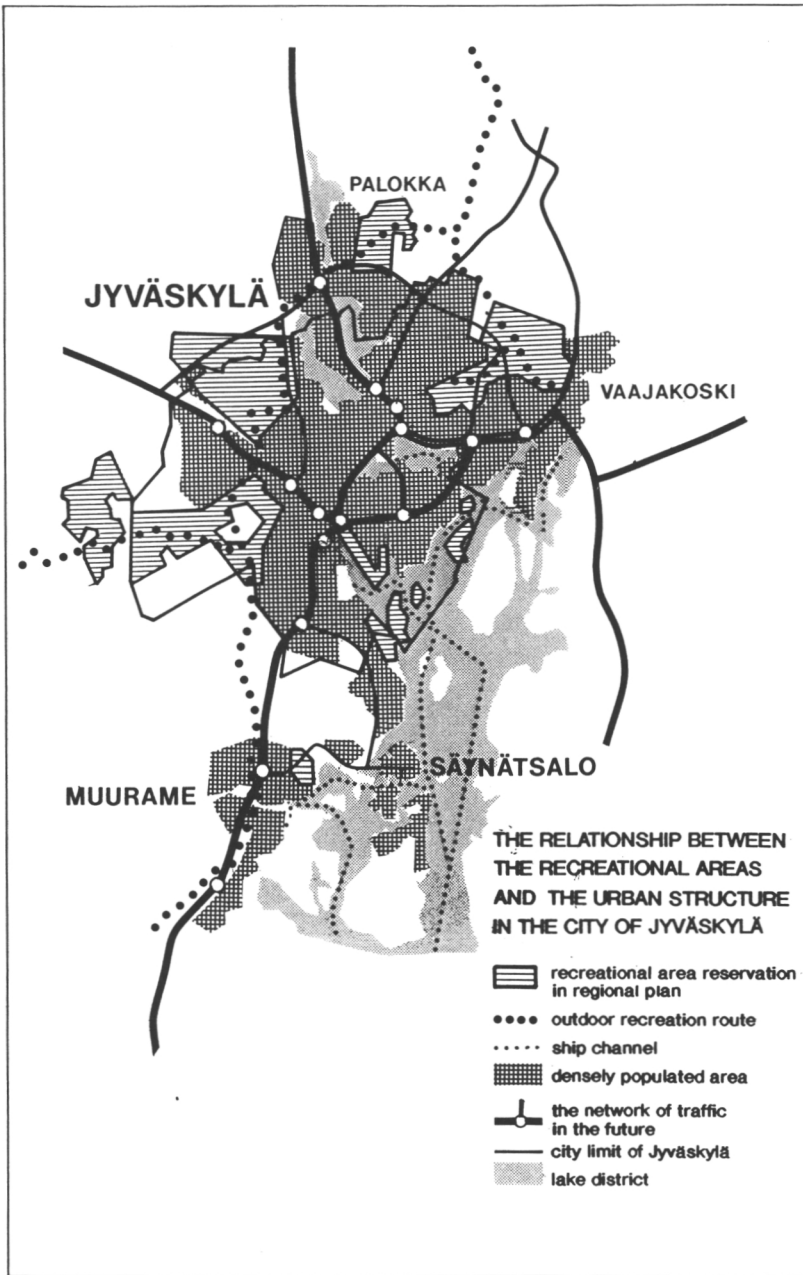 PALOKKA
JYVÄSKYLÄ
VAAJAKOSKI
SÄYNÄTSALO
MUURAME
THE RELATIONSHIP BETWEEN
THE RECREATIONAL AREAS
AND THE URBAN STRUCTURE
IN THE CITY OF JYVÄSKYLÄ
recreational area reservation
in regional plan
outdoor recreation route
ship channel
densely populated area
the network of traffic
in the future
city limit of Jyväskylä
lake district